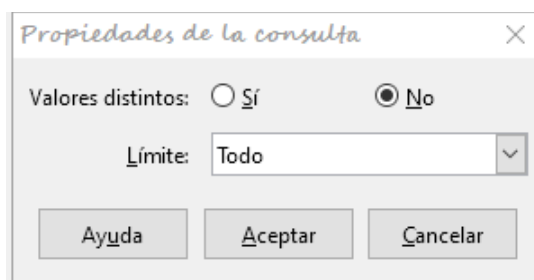 Propiedades de la consulta
Valores distintos: Sí No
Límite: Todo
Ayuda Aceptar Cancelar